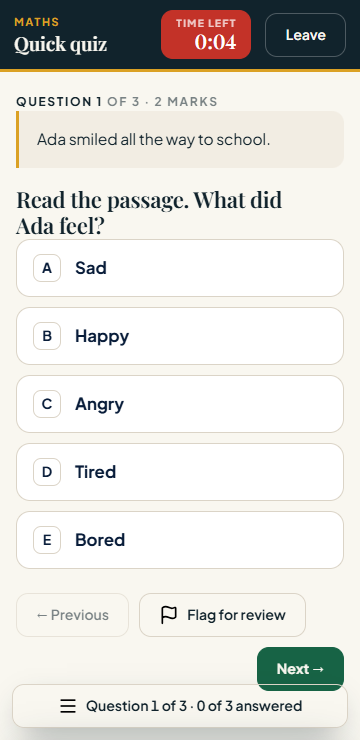 MATHS
Quick quiz
TIME LEFT
0:04
Leave
QUESTION 1 OF 3 · 2 MARKS
Ada smiled all the way to school.
Read the passage. What did
Ada feel?
A Sad
B Happy
C Angry
D Tired
E Bored
← Previous
Flag for review
Next →
Question 1 of 3 · 0 of 3 answered